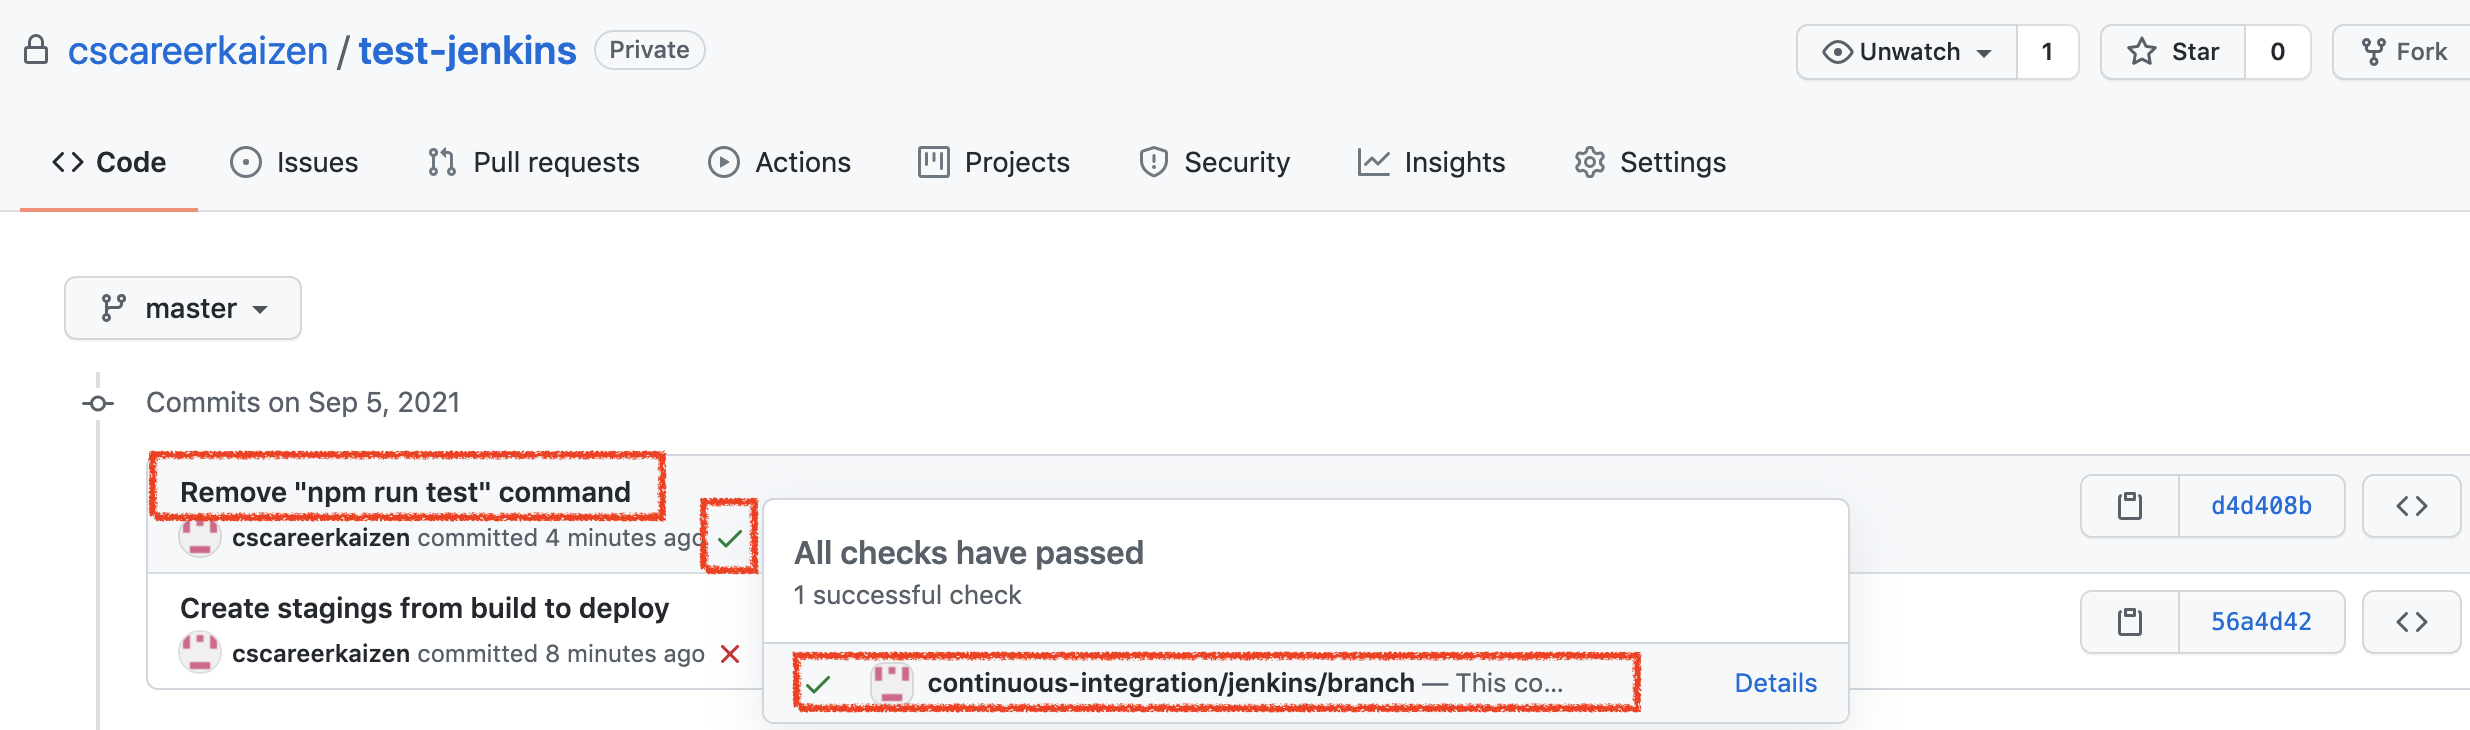 cscareerkaizen / test-jenkins Private Unwatch 1 Star 0 Fork
Code Issues Pull requests Actions Projects Security Insights Settings
master
Commits on Sep 5, 2021
Remove "npm run test" command
cscareerkaizen committed 4 minutes ago
d4d408b
All checks have passed
1 successful check
Create stagings from build to deploy
cscareerkaizen committed 8 minutes ago
56a4d42
continuous-integration/jenkins/branch — This co... Details